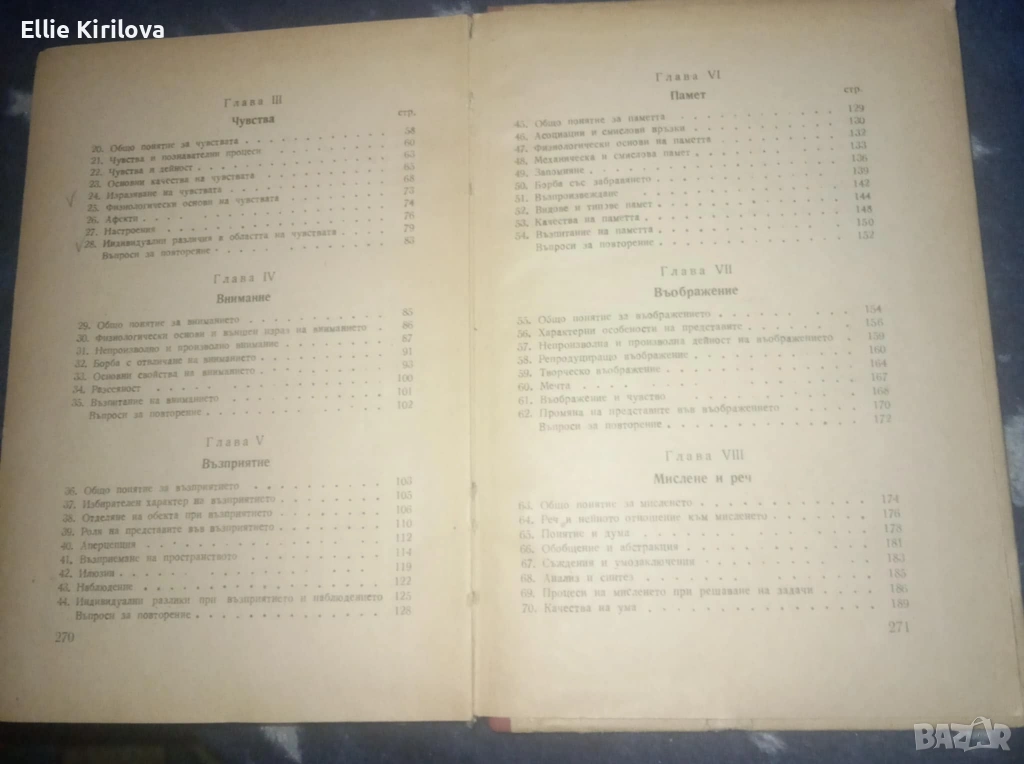 Ellie Kirilova
Глава III
Чувства
стр.
20. Общо понятие за чувствата 58
21. Чувства и познавателни процеси 60
22. Чувства и дейност 63
23. Основни качества на чувствата 65
24. Изразяване на чувствата 68
25. Физиологически основи на чувствата 73
26. Афекти 74
27. Настроения 76
28. Индивидуални различия в областта на чувствата 79
Въпроси за повторение 83
Глава IV
Внимание
29. Общо понятие за вниманието 85
30. Физиологически основи и външен израз на вниманието 86
31. Непроизволно и произволно внимание 87
32. Борба с отвличане на вниманието 91
33. Основни свойства на вниманието 93
34. Разсеяност 100
35. Възпитание на вниманието 101
Въпроси за повторение 102
Глава V
Възприятие
36. Общо понятие за възприятието 103
37. Избирателен характер на възприятието 105
38. Отделяне на обекта при възприятието 106
39. Роля на представите във възприятието 110
40. Аперцепция 112
41. Възприемане на пространството 114
42. Илюзии 119
43. Наблюдение 122
44. Индивидуални разлики при възприятието и наблюдението 125
Въпроси за повторение 128
270
Глава VI
Памет
стр.
45. Общо понятие за паметта 129
46. Асоциации и смислови връзки 130
47. Физиологически основи на паметта 132
48. Механическа и смислова памет 133
49. Запомняне 136
50. Борба със забравянето 139
51. Възпроизвеждане 142
52. Видове и типове памет 144
53. Качества на паметта 148
54. Възпитание на паметта 150
Въпроси за повторение 152
Глава VII
Въображение
55. Общо понятие за въображението 154
56. Характерни особености на представите 156
57. Непроизволна и произволна дейност на въображението 159
58. Репродуциращо въображение 160
59. Творческо въображение 164
60. Мечта 167
61. Въображение и чувство 168
62. Промяна на представите във въображението 170
Въпроси за повторение 172
Глава VIII
Мислене и реч
63. Общо понятие за мисленето 174
64. Реч и нейното отношение към мисленето 176
65. Понятие и дума 178
66. Обобщение и абстракция 181
67. Съждения и умозаключения 183
68. Анализ и синтез 185
69. Процеси на мисленето при решаване на задачи 186
70. Качества на ума 189
271
BAZAR